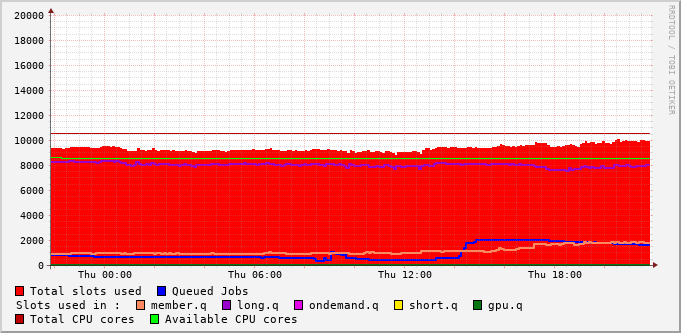 20000
18000
16000
14000
12000
10000
8000
6000
4000
2000
0
Thu 00:00 Thu 06:00 Thu 12:00 Thu 18:00
RRDTOOL / TOBI OETIKER
Total slots used Queued Jobs
Slots used in : member.q long.q ondemand.q short.q gpu.q
Total CPU cores Available CPU cores